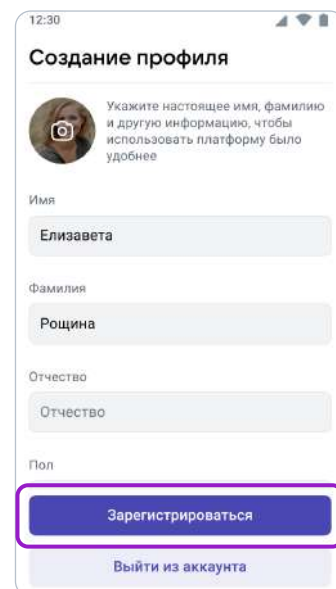 12:30
Создание профиля
Укажите настоящее имя, фамилию
и другую информацию, чтобы
использовать платформу было
удобнее
Имя
Елизавета
Фамилия
Рощина
Отчество
Отчество
Пол
Зарегистрироваться
Выйти из аккаунта